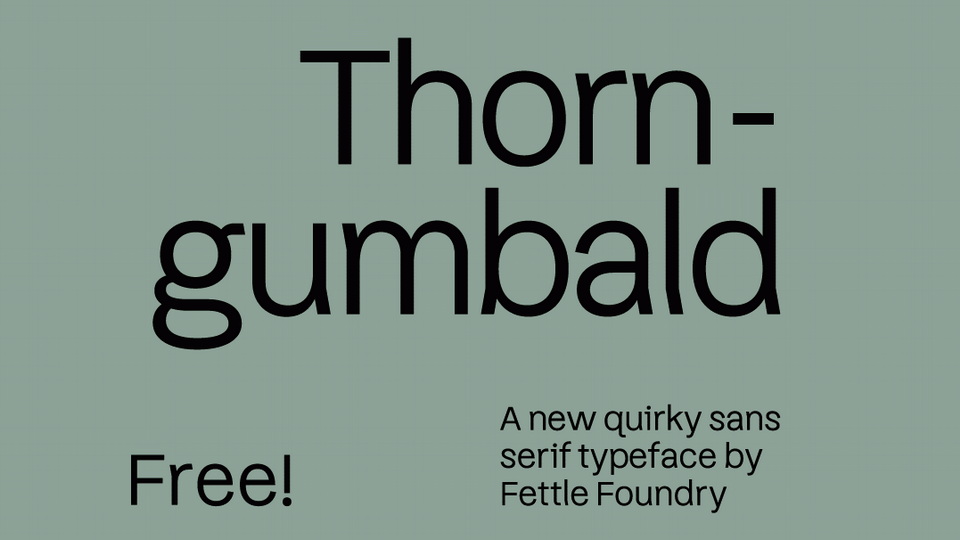 Thorn-
gumbald
Free!
A new quirky sans
serif typeface by
Fettle Foundry